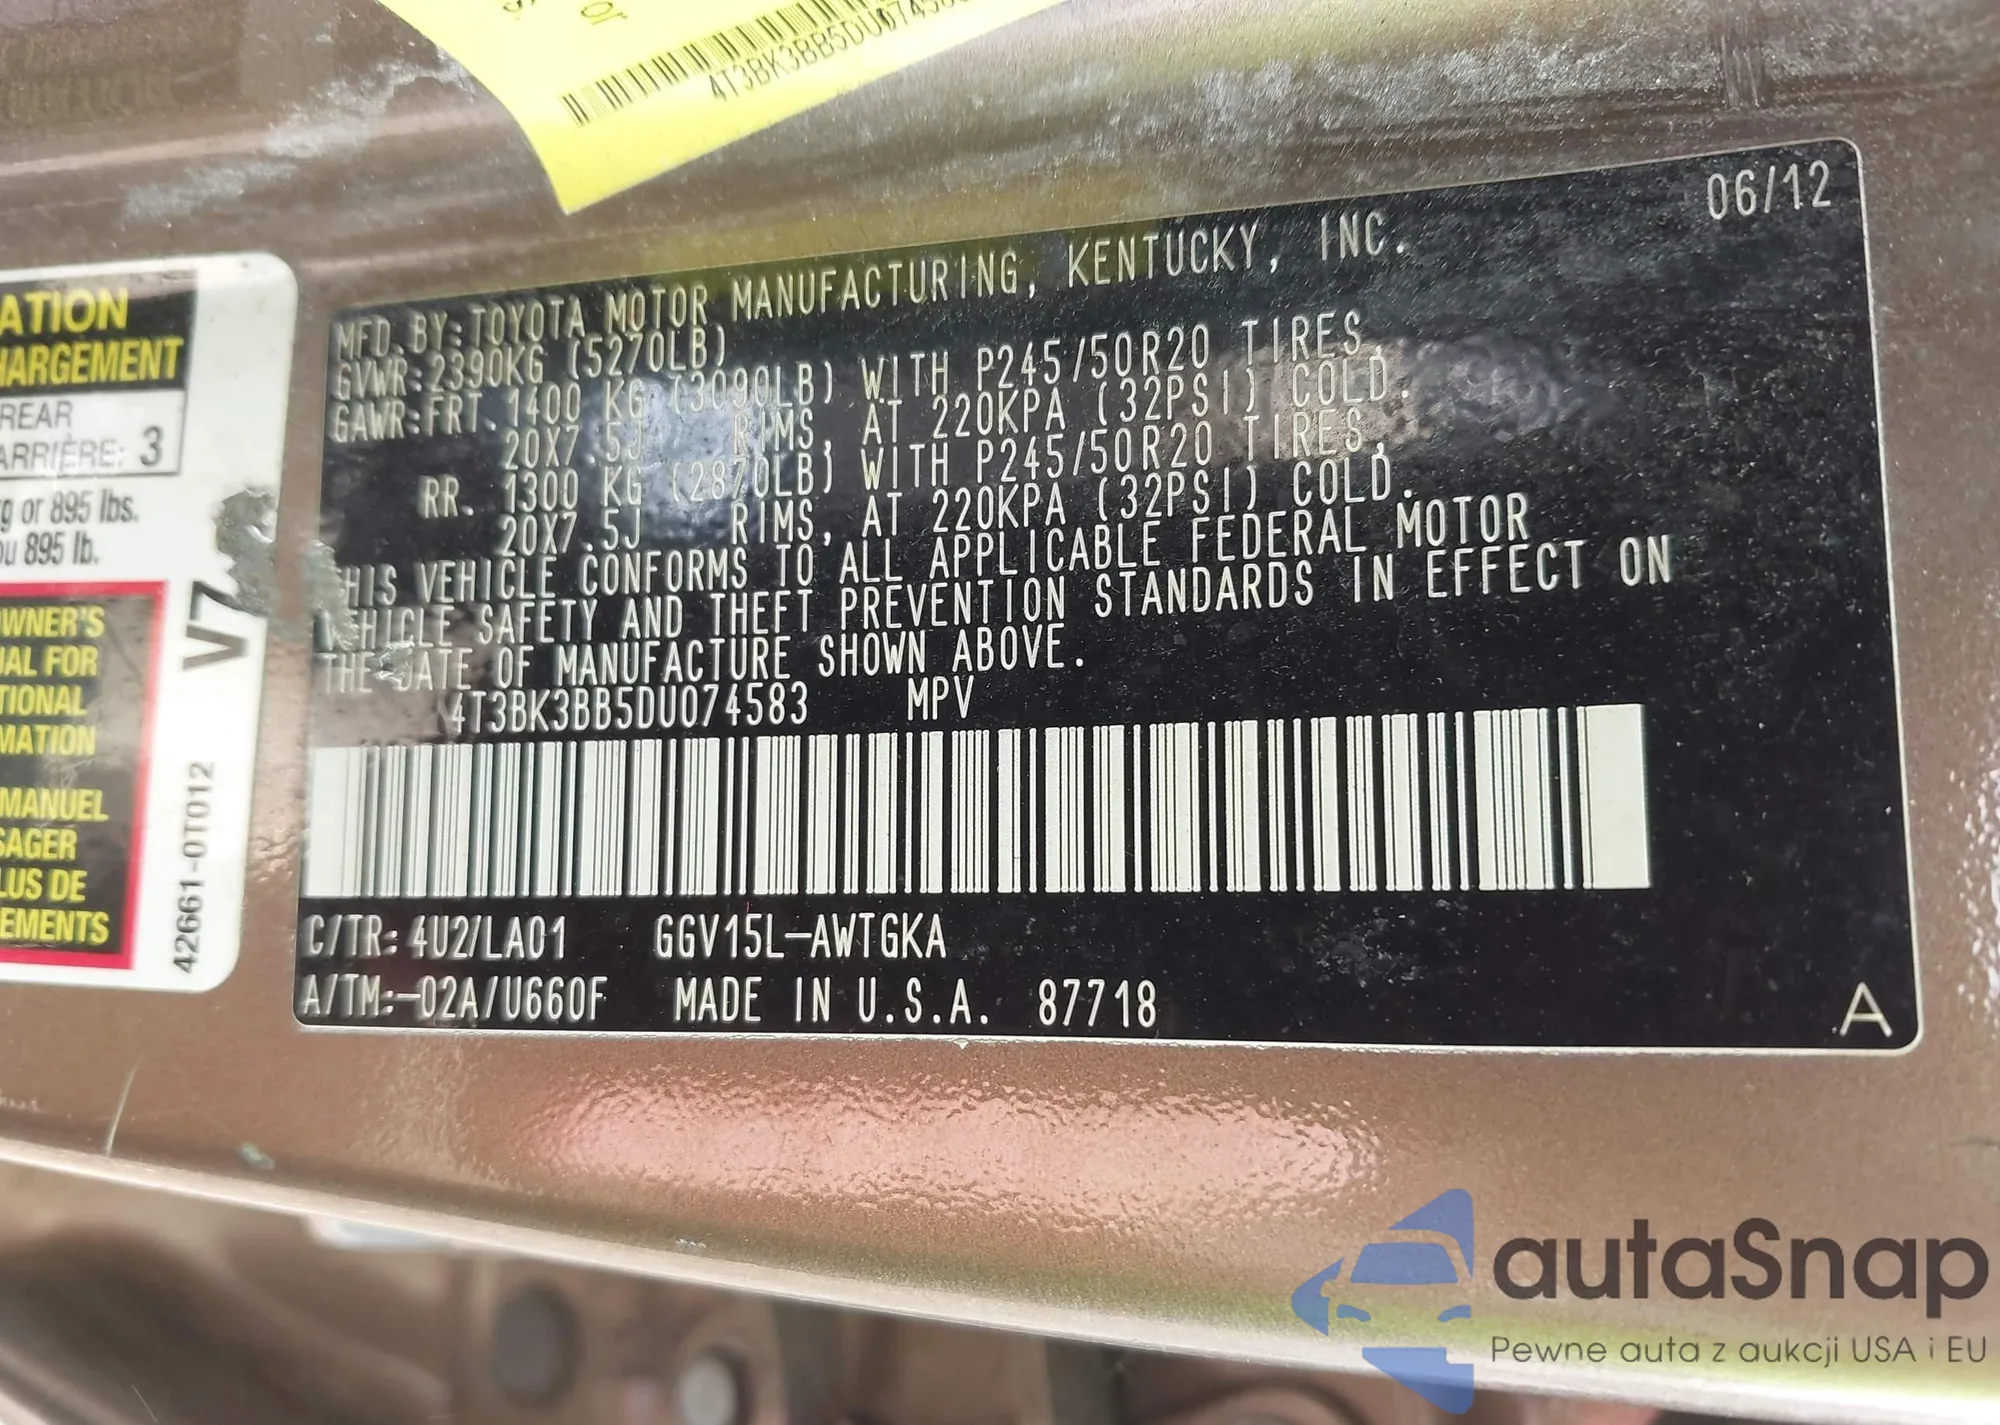 or
4T3BK3BB5DU074583
06/12
MFD. BY: TOYOTA MOTOR MANUFACTURING, KENTUCKY, INC.
GVWR: 2390KG (5270LB)
GAWR: FRT. 1400 KG (3090LB) WITH P245/50R20 TIRES,
20X7.5J RIMS, AT 220KPA (32PSI) COLD.
RR. 1300 KG (2870LB) WITH P245/50R20 TIRES,
20X7.5J RIMS, AT 220KPA (32PSI) COLD.
THIS VEHICLE CONFORMS TO ALL APPLICABLE FEDERAL MOTOR
VEHICLE SAFETY AND THEFT PREVENTION STANDARDS IN EFFECT ON
THE DATE OF MANUFACTURE SHOWN ABOVE.
4T3BK3BB5DU074583 MPV
C/TR: 4U2/LA01 GGV15L-AWTGKA
A/TM:-02A/U660F MADE IN U.S.A. 87718
A
ATION
HARGEMENT
REAR
ARRIÈRE: 3
g or 895 lbs.
ou 895 lb.
V7
WNER'S
UAL FOR
TIONAL
MATION
MANUEL
SAGER
LUS DE
EMENTS
42661-0T012
autoSnap
Pewne auta z aukcji USA i EU